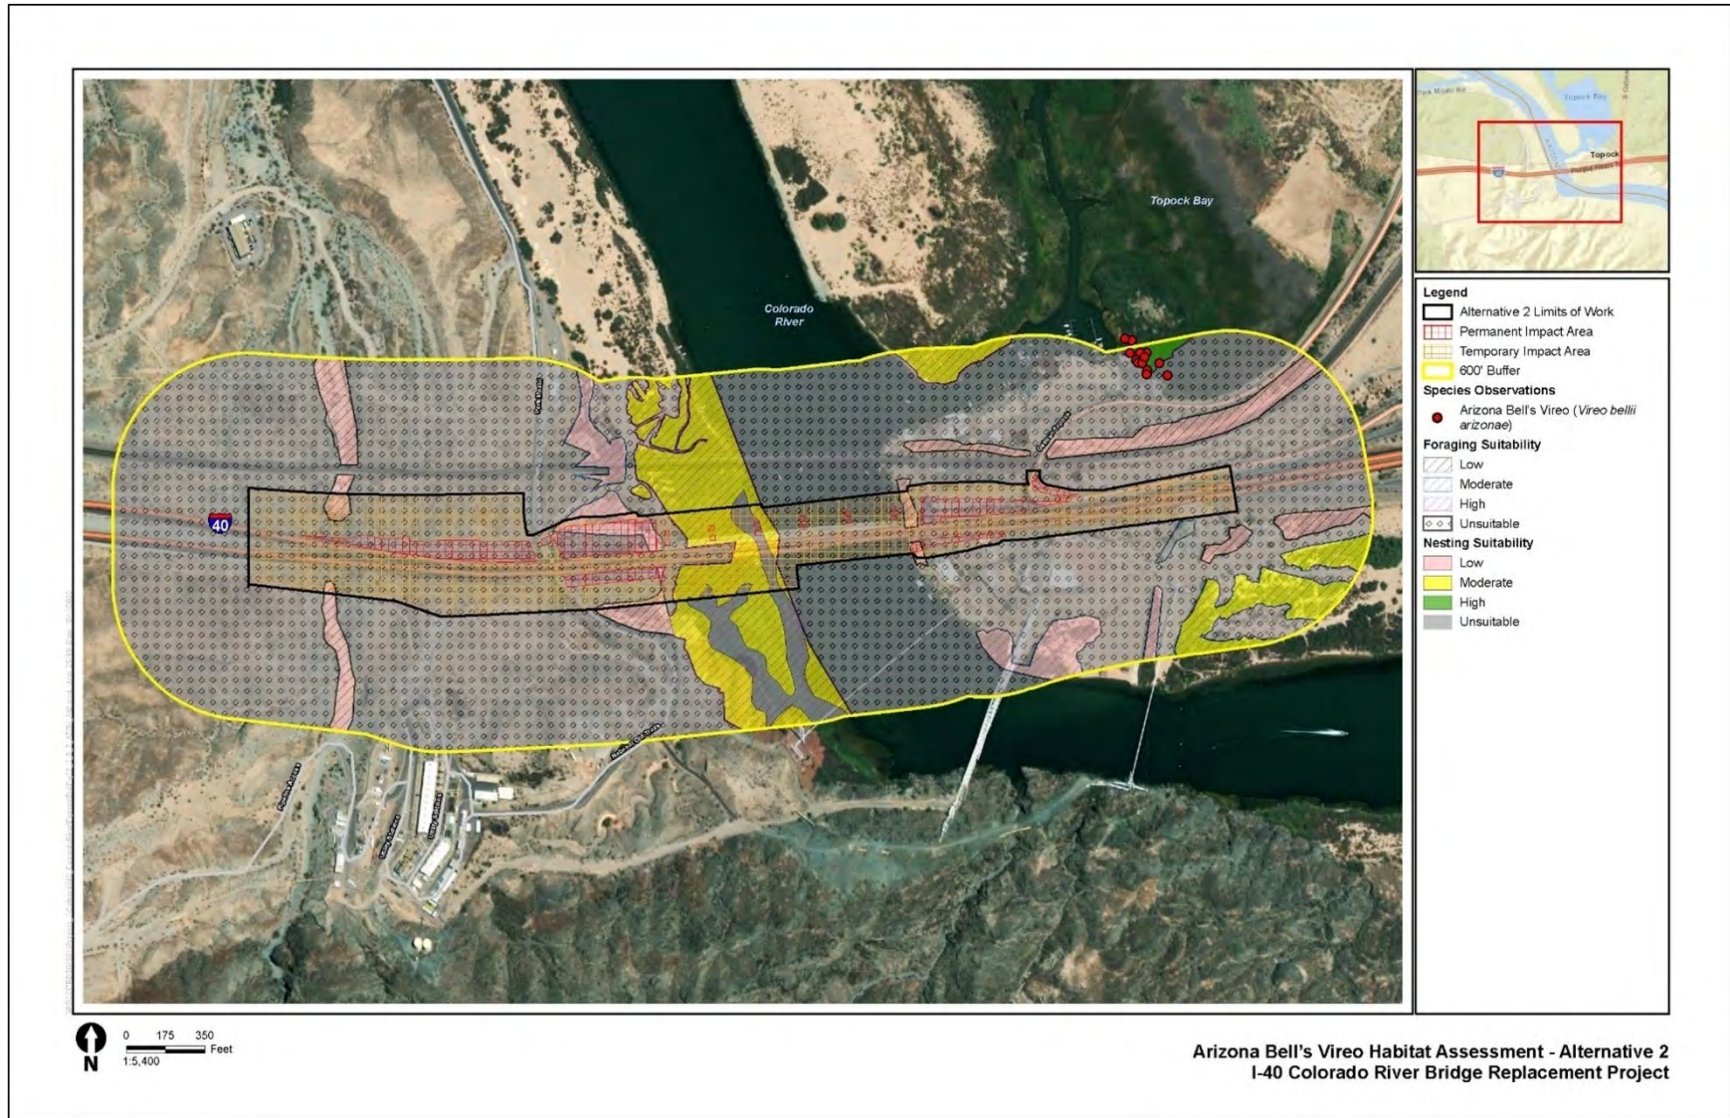 Topock Bay
Colorado
River
40
Topock Bay
Topock
Legend
Alternative 2 Limits of Work
Permanent Impact Area
Temporary Impact Area
600' Buffer
Species Observations
Arizona Bell's Vireo (Vireo bellii
arizonae)
Foraging Suitability
Low
Moderate
High
Unsuitable
Nesting Suitability
Low
Moderate
High
Unsuitable
N
0 175 350
Feet
1:5,400
Arizona Bell's Vireo Habitat Assessment - Alternative 2
I-40 Colorado River Bridge Replacement Project